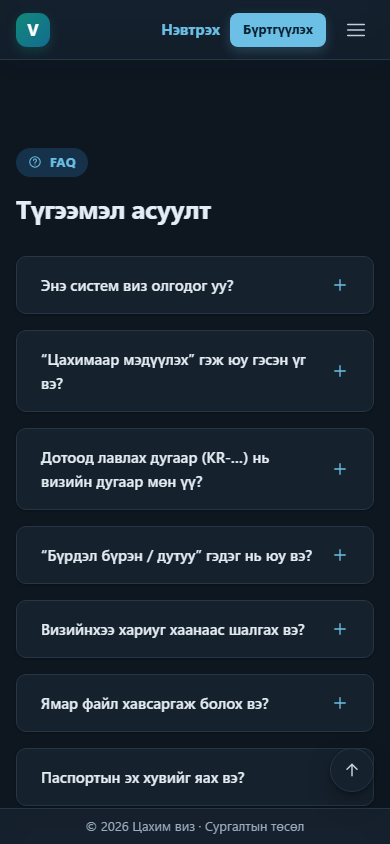 V
Нэвтрэх
Бүртгүүлэх
FAQ
Түгээмэл асуулт
Энэ систем виз олгодог уу?
“Цахимаар мэдүүлэх” гэж юу гэсэн үг
вэ?
Дотоод лавлах дугаар (KR-...) нь
визийн дугаар мөн үү?
“Бүрдэл бүрэн / дутуу” гэдэг нь юу вэ?
Визийнхээ хариуг хаанаас шалгах вэ?
Ямар файл хавсаргаж болох вэ?
Паспортын эх хувийг яах вэ?
© 2026 Цахим виз · Сургалтын төсөл